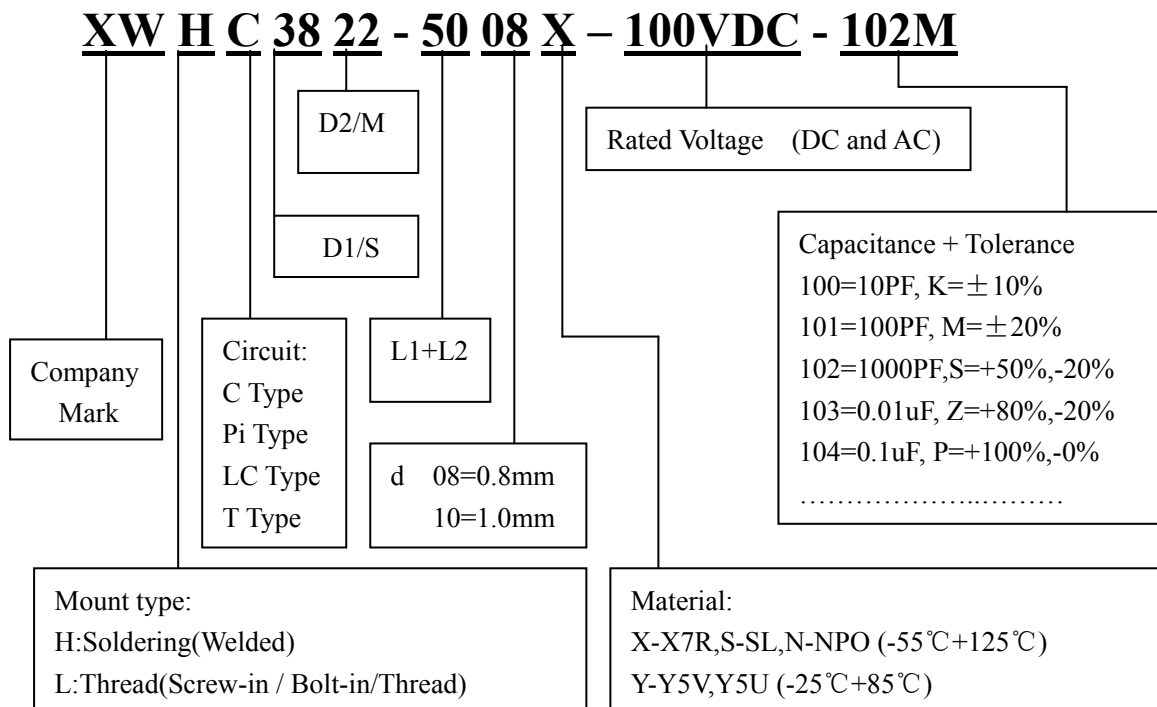 XW H C 38 22 - 50 08 X – 100VDC - 102M
D2/M
Rated Voltage (DC and AC)
D1/S
Capacitance + Tolerance
100=10PF, K=±10%
101=100PF, M=±20%
102=1000PF,S=+50%,-20%
103=0.01uF, Z=+80%,-20%
104=0.1uF, P=+100%,-0%
………………...………
Company
Mark
Circuit:
C Type
Pi Type
LC Type
T Type
L1+L2
d 08=0.8mm
10=1.0mm
Mount type:
H:Soldering(Welded)
L:Thread(Screw-in / Bolt-in/Thread)
Material:
X-X7R,S-SL,N-NPO (-55℃+125℃)
Y-Y5V,Y5U (-25℃+85℃)